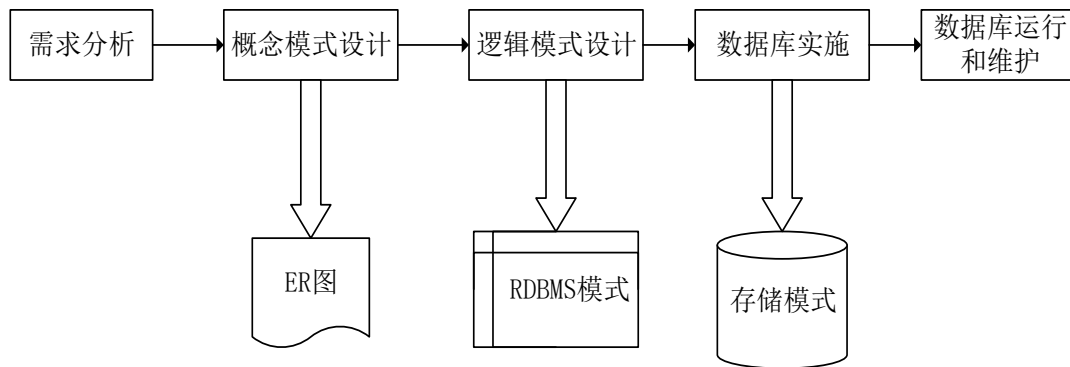 需求分析
概念模式设计
逻辑模式设计
数据库实施
数据库运行
和维护
ER图
RDBMS模式
存储模式